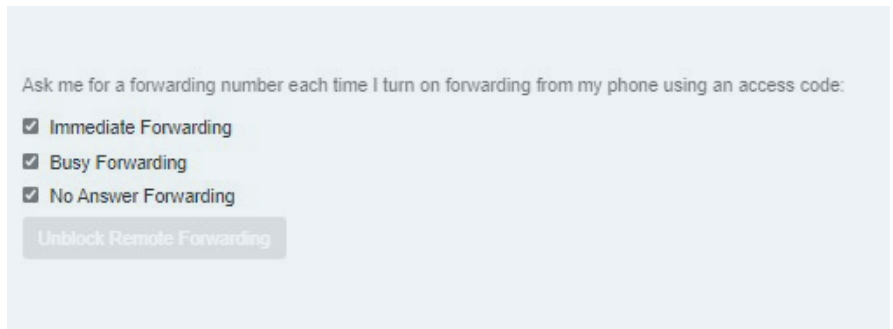 Ask me for a forwarding number each time I turn on forwarding from my phone using an access code:
Immediate Forwarding
Busy Forwarding
No Answer Forwarding
Unblock Remote Forwarding